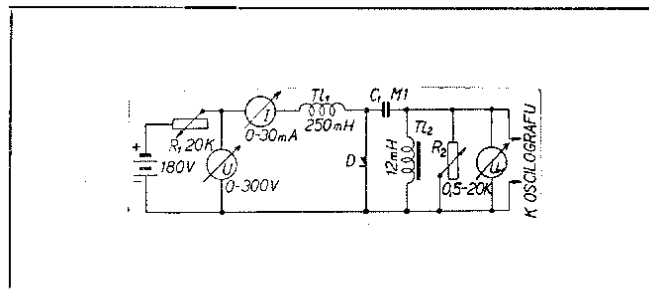 Tl₁
C₁ M1
250mH
I
0-30mA
R₁ 20K
+
180V
U
0-300V
D
Tl₂
12mH
R₂
0,5-20K
K OSCILOGRAFU